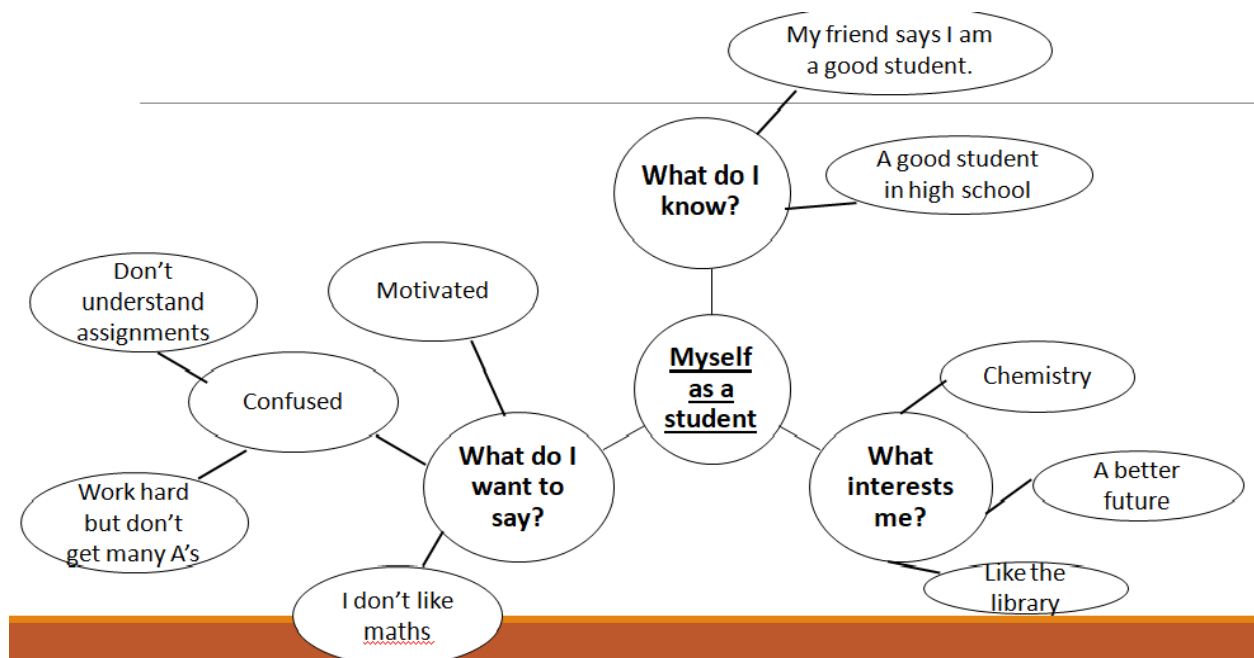 My friend says I am
a good student.
What do I
know?
A good student
in high school
Don't
understand
assignments
Motivated
Confused
Work hard
but don't
get many A's
What do I
want to
say?
I don't like
maths
Myself
as a
student
What
interests
me?
Chemistry
A better
future
Like the
library